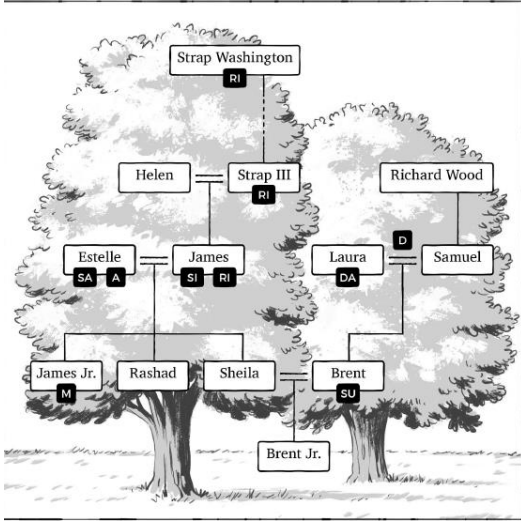 Strap Washington
RI
Helen
Strap III
RI
Richard Wood
Estelle
SA A
James
SI RI
Laura
DA
D
Samuel
James Jr.
M
Rashad
Sheila
Brent
SU
Brent Jr.